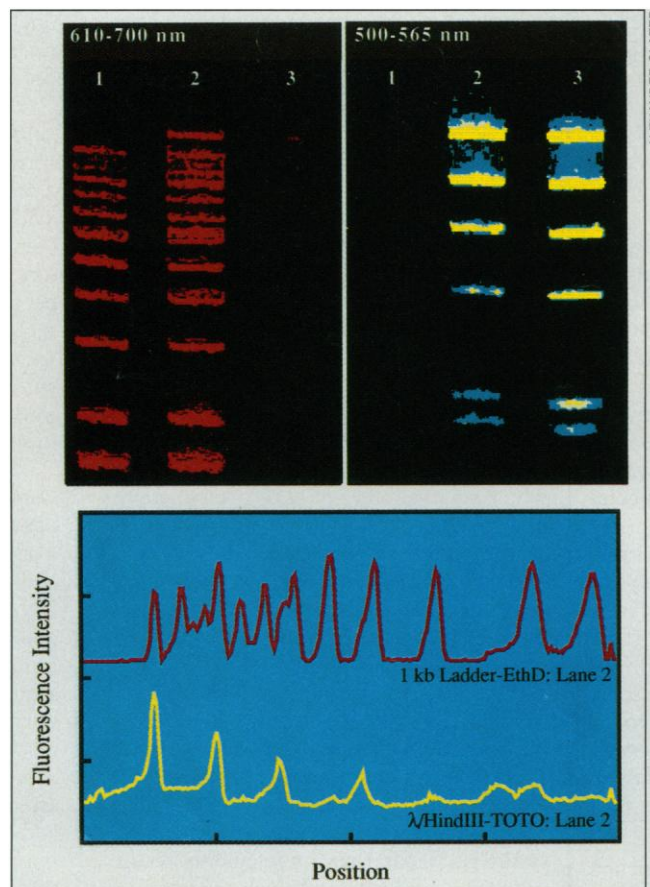 610-700 nm
1 2 3
500-565 nm
1 2 3
Fluorescence Intensity
1 kb Ladder-EthD: Lane 2
λ/HindIII-TOTO: Lane 2
Position